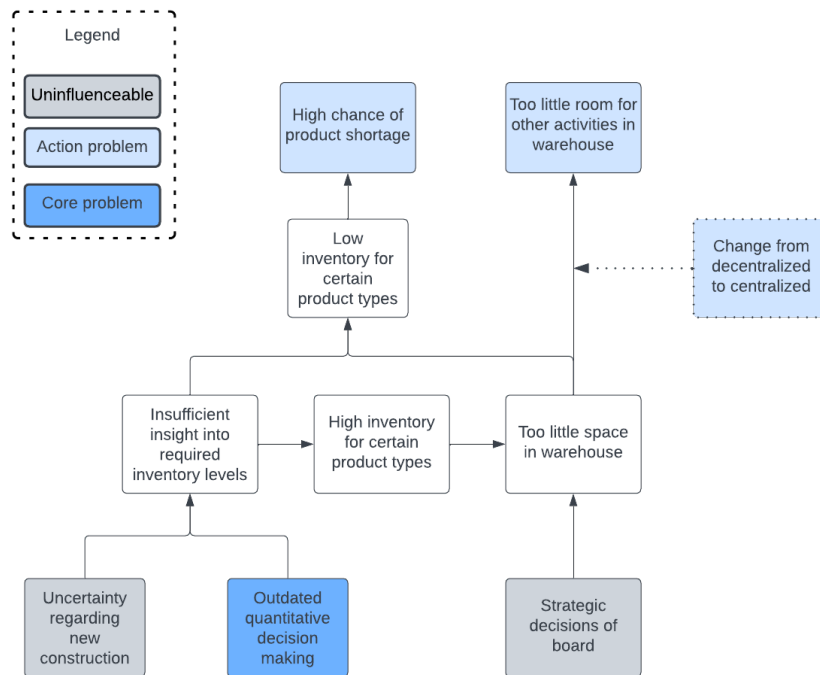 Legend
Uninfluenceable
Action problem
Core problem
High chance of
product shortage
Too little room for
other activities in
warehouse
Low
inventory for
certain
product types
Change from
decentralized
to centralized
Insufficient
insight into
required
inventory levels
High inventory
for certain
product types
Too little space
in warehouse
Uncertainty
regarding
new
construction
Outdated
quantitative
decision
making
Strategic
decisions of
board